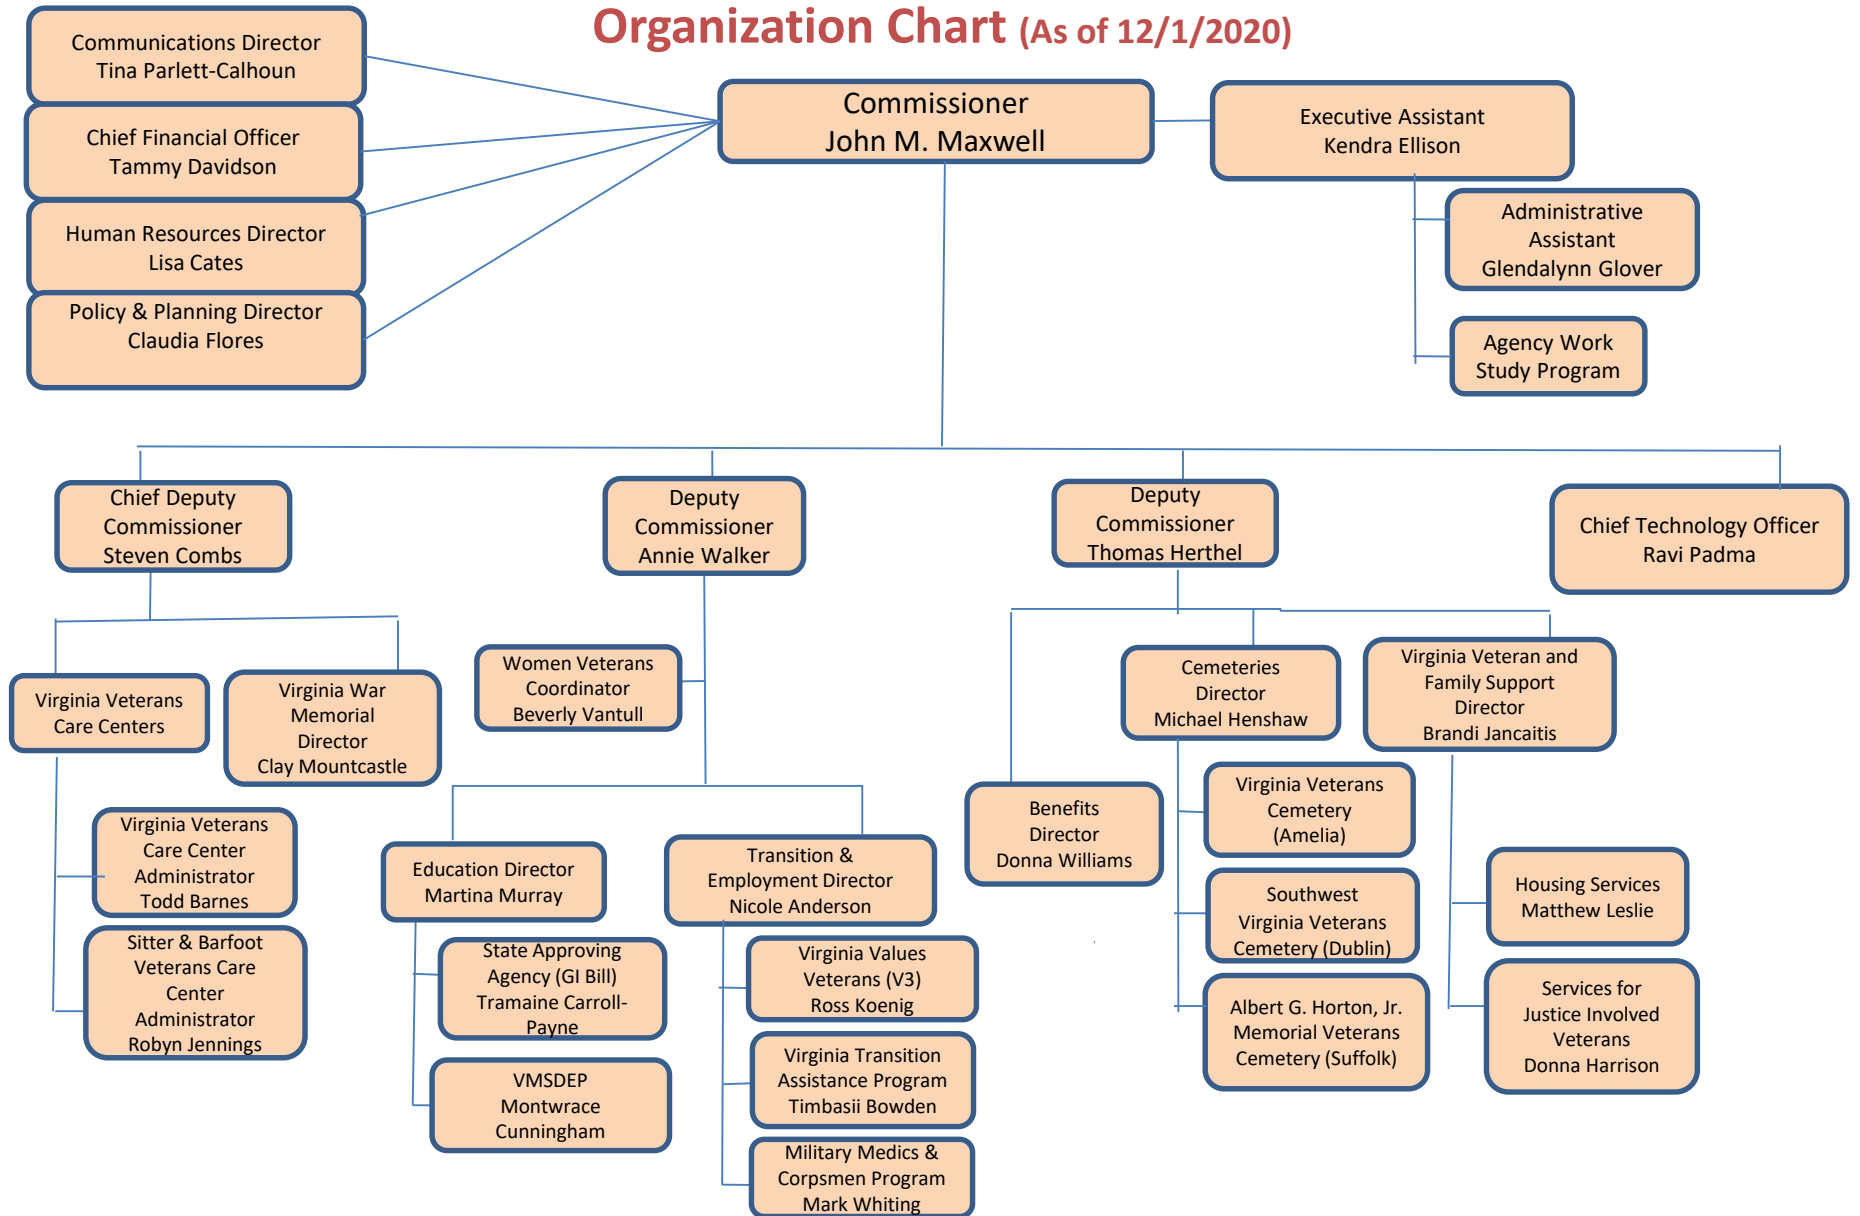 Organization Chart (As of 12/1/2020)
Communications Director
Tina Parlett-Calhoun
Chief Financial Officer
Tammy Davidson
Human Resources Director
Lisa Cates
Policy & Planning Director
Claudia Flores
Commissioner
John M. Maxwell
Executive Assistant
Kendra Ellison
Administrative
Assistant
Glendalynn Glover
Agency Work
Study Program
Chief Deputy
Commissioner
Steven Combs
Deputy
Commissioner
Annie Walker
Deputy
Commissioner
Thomas Herthel
Chief Technology Officer
Ravi Padma
Virginia Veterans
Care Centers
Virginia War
Memorial
Director
Clay Mountcastle
Virginia Veterans
Care Center
Administrator
Todd Barnes
Sitter & Barfoot
Veterans Care
Center
Administrator
Robyn Jennings
Women Veterans
Coordinator
Beverly Vantull
Education Director
Martina Murray
State Approving
Agency (GI Bill)
Tramaine Carroll-
Payne
VMSDEP
Montwrace
Cunningham
Transition &
Employment Director
Nicole Anderson
Virginia Values
Veterans (V3)
Ross Koenig
Virginia Transition
Assistance Program
Timbasii Bowden
Military Medics &
Corpsmen Program
Mark Whiting
Benefits
Director
Donna Williams
Cemeteries
Director
Michael Henshaw
Virginia Veterans
Cemetery
(Amelia)
Southwest
Virginia Veterans
Cemetery (Dublin)
Albert G. Horton, Jr.
Memorial Veterans
Cemetery (Suffolk)
Virginia Veteran and
Family Support
Director
Brandi Jancaitis
Housing Services
Matthew Leslie
Services for
Justice Involved
Veterans
Donna Harrison